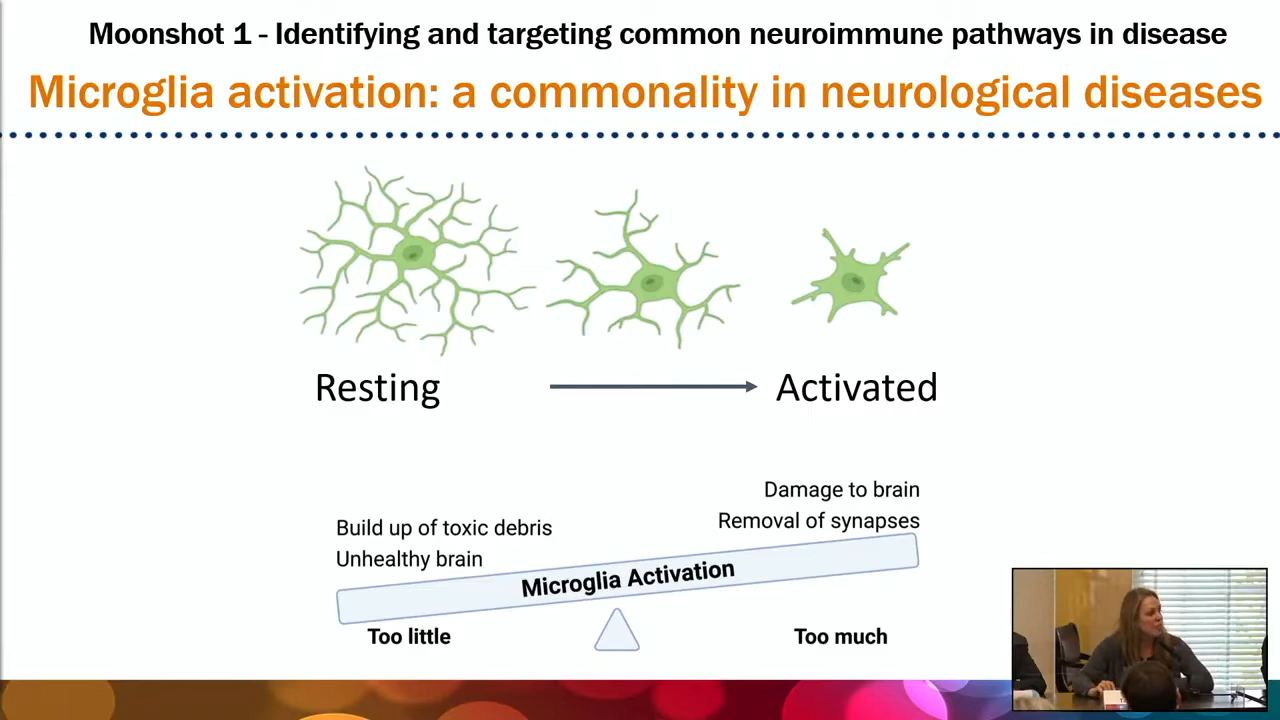 Moonshot 1 - Identifying and targeting common neuroimmune pathways in disease
Microglia activation: a commonality in neurological diseases
Resting
Activated
Damage to brain
Removal of synapses
Build up of toxic debris
Unhealthy brain
Microglia Activation
Too little
Too much